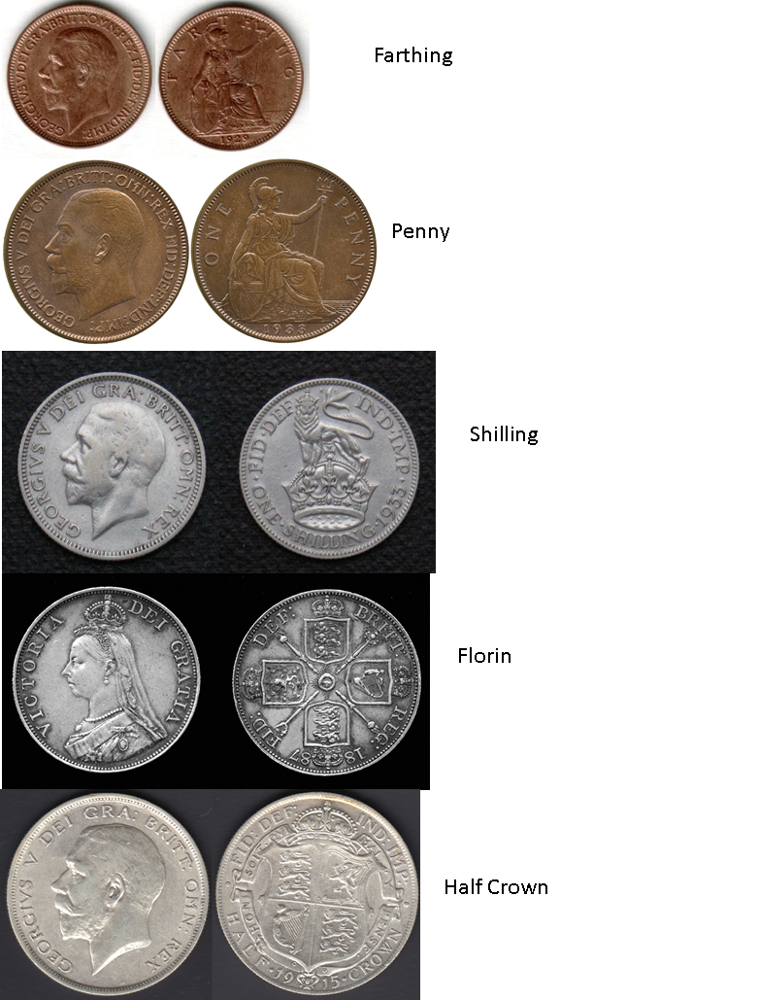 GEORGIVS V DEI GRA:BRITT:OMN:REX FID:DEF:IND:IMP:
FARTHING
1929
Farthing
GEORGIVS V DEI GRA:BRITT:OMN:REX FID:DEF:IND:IMP:
ONE PENNY
1933
Penny
GEORGIVS V DEI GRA: BRITT: OMN: REX
·FID·DEF IND·IMP·
ONE·SHILLING·1933
Shilling
VICTORIA DEI GRATIA
BRITT: REG: FID: DEF:
1887
Florin
GEORGIVS V DEI GRA: BRITT: OMN: REX
FID: DEF: IND: IMP:
HALF·19 15·CROWN
Half Crown